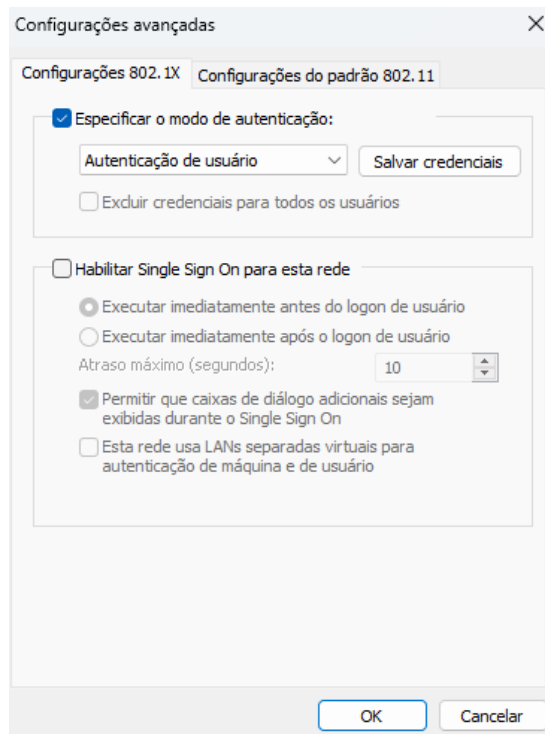 Configurações avançadas
Configurações 802.1X
Configurações do padrão 802.11
Especificar o modo de autenticação:
Autenticação de usuário
Salvar credenciais
Excluir credenciais para todos os usuários
Habilitar Single Sign On para esta rede
Executar imediatamente antes do logon de usuário
Executar imediatamente após o logon de usuário
Atraso máximo (segundos):
10
Permitir que caixas de diálogo adicionais sejam
exibidas durante o Single Sign On
Esta rede usa LANs separadas virtuais para
autenticação de máquina e de usuário
OK
Cancelar